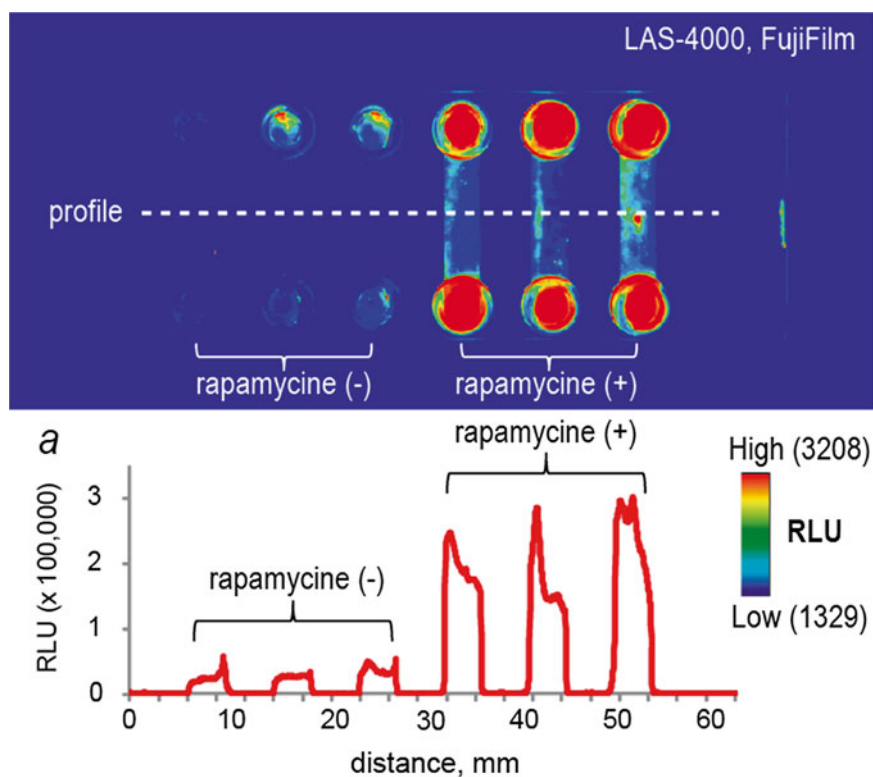 LAS-4000, FujiFilm
profile
rapamycine (-)
rapamycine (+)
a
rapamycine (+)
rapamycine (-)
High (3208)
RLU
Low (1329)
RLU (x 100,000)
3
2
1
0
0 10 20 30 40 50 60
distance, mm